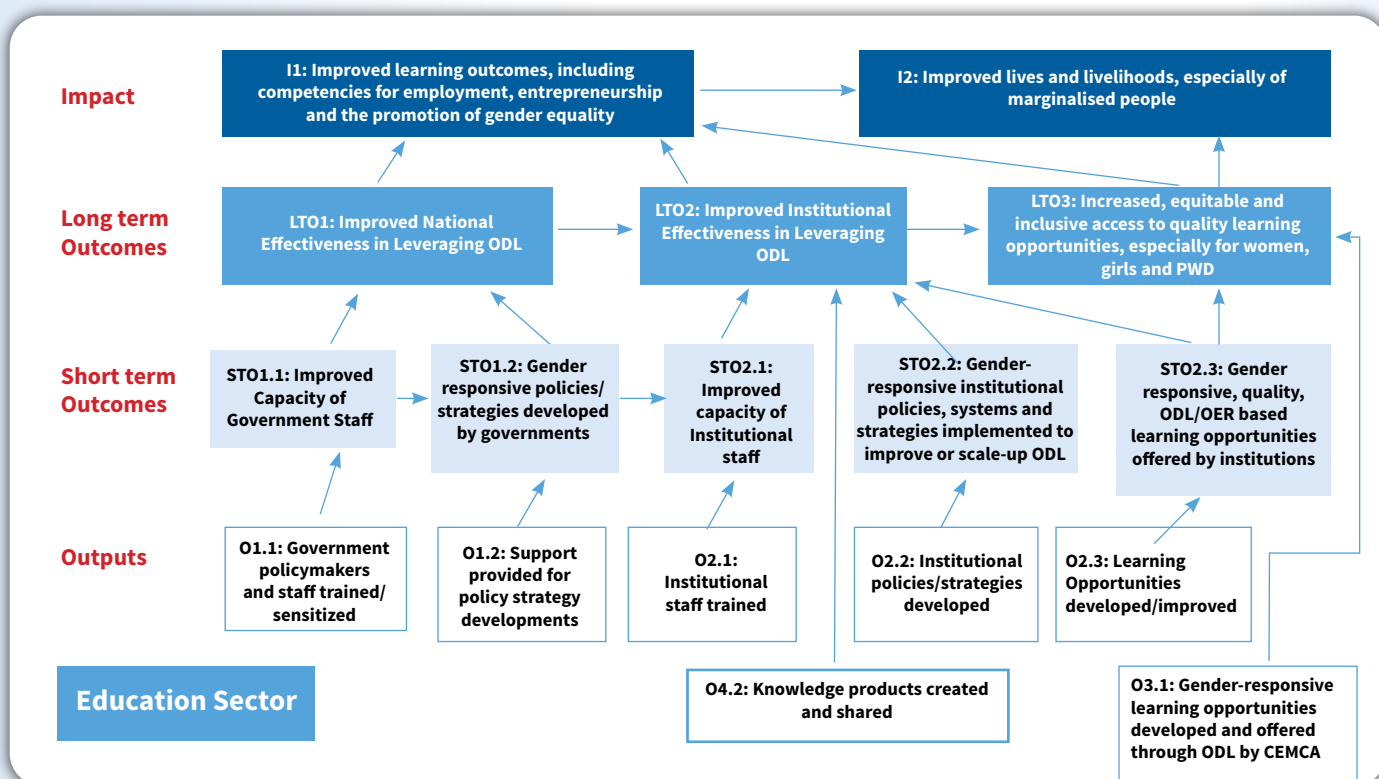 Impact
I1: Improved learning outcomes, including
competencies for employment, entrepreneurship
and the promotion of gender equality
I2: Improved lives and livelihoods, especially of
marginalised people
Long term
Outcomes
LTO1: Improved National
Effectiveness in Leveraging ODL
LTO2: Improved Institutional
Effectiveness in Leveraging
ODL
LTO3: Increased, equitable and
inclusive access to quality learning
opportunities, especially for women,
girls and PWD
Short term
Outcomes
STO1.1: Improved
Capacity of
Government Staff
STO1.2: Gender
responsive policies/
strategies developed
by governments
STO2.1:
Improved
capacity of
Institutional
staff
STO2.2: Gender-
responsive institutional
policies, systems and
strategies implemented to
improve or scale-up ODL
STO2.3: Gender
responsive, quality,
ODL/OER based
learning opportunities
offered by institutions
Outputs
O1.1: Government
policymakers
and staff trained/
sensitized
O1.2: Support
provided for
policy strategy
developments
O2.1:
Institutional
staff trained
O2.2: Institutional
policies/strategies
developed
O2.3: Learning
Opportunities
developed/improved
Education Sector
O4.2: Knowledge products created
and shared
O3.1: Gender-responsive
learning opportunities
developed and offered
through ODL by CEMCA